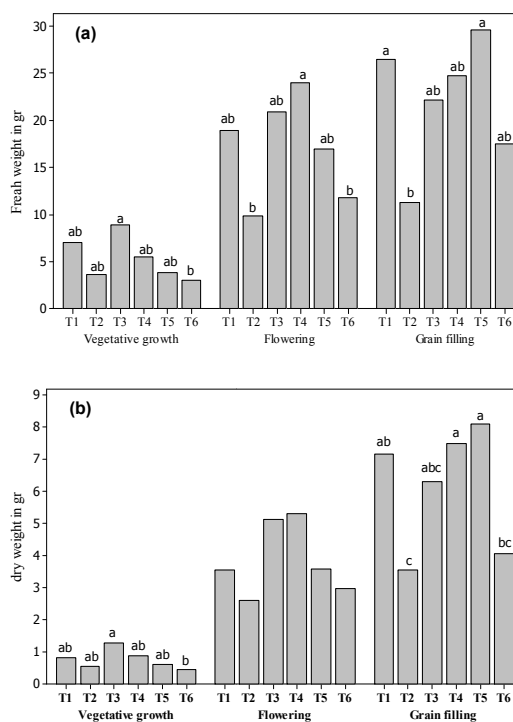 (a)
Freah weight in gr
30
25
20
15
10
5
0
ab
ab
a
ab
ab
b
ab
b
ab
a
ab
b
a
b
ab
ab
a
ab
T1 T2 T3 T4 T5 T6 T1 T2 T3 T4 T5 T6 T1 T2 T3 T4 T5 T6
Vegetative growth Flowering Grain filling
(b)
dry weight in gr
9
8
7
6
5
4
3
2
1
0
ab
ab
a
ab
ab
b
ab
c
abc
a
a
bc
T1 T2 T3 T4 T5 T6 T1 T2 T3 T4 T5 T6 T1 T2 T3 T4 T5 T6
Vegetative growth Flowering Grain filling